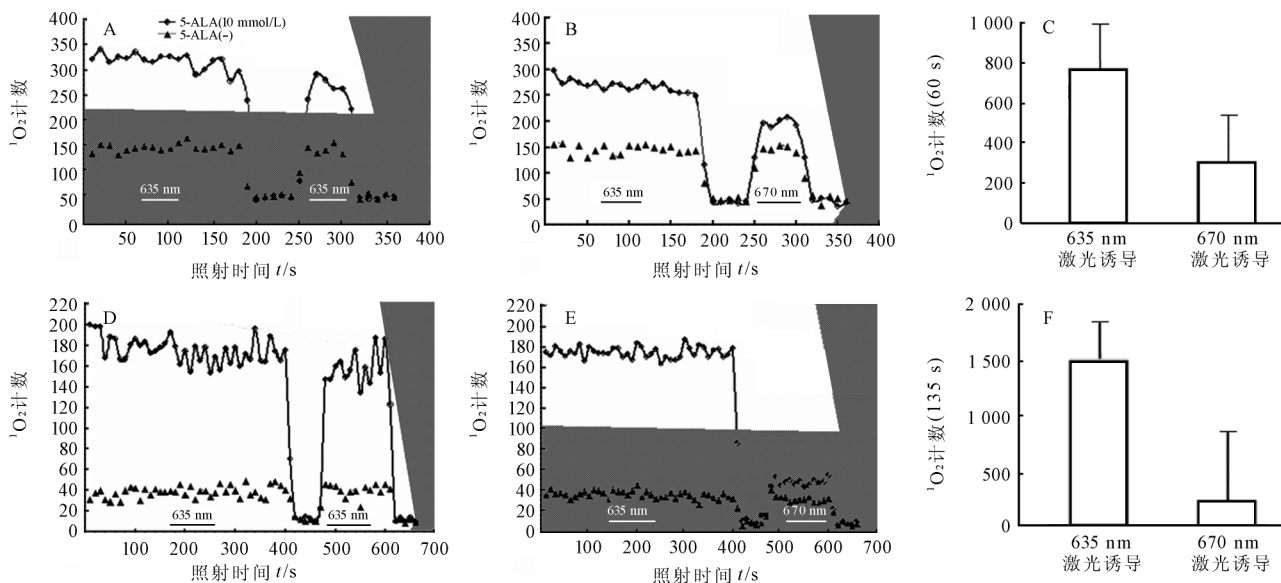 A
5-ALA(10 mmol/L)
5-ALA(-)
¹O₂计数
400
350
300
250
200
150
100
50
0
635 nm
635 nm
50 100 150 200 250 300 350 400
照射时间 t/s
B
¹O₂计数
400
350
300
250
200
150
100
50
0
635 nm
670 nm
50 100 150 200 250 300 350 400
照射时间 t/s
C
¹O₂计数(60 s)
1 000
800
600
400
200
0
635 nm 670 nm
激光诱导 激光诱导
D
¹O₂计数
220
200
180
160
140
120
100
80
60
40
20
0
635 nm
635 nm
100 200 300 400 500 600 700
照射时间 t/s
E
¹O₂计数
220
200
180
160
140
120
100
80
60
40
20
0
635 nm
670 nm
100 200 300 400 500 600 700
照射时间 t/s
F
¹O₂计数(135 s)
2 000
1 500
1 000
500
0
635 nm 670 nm
激光诱导 激光诱导